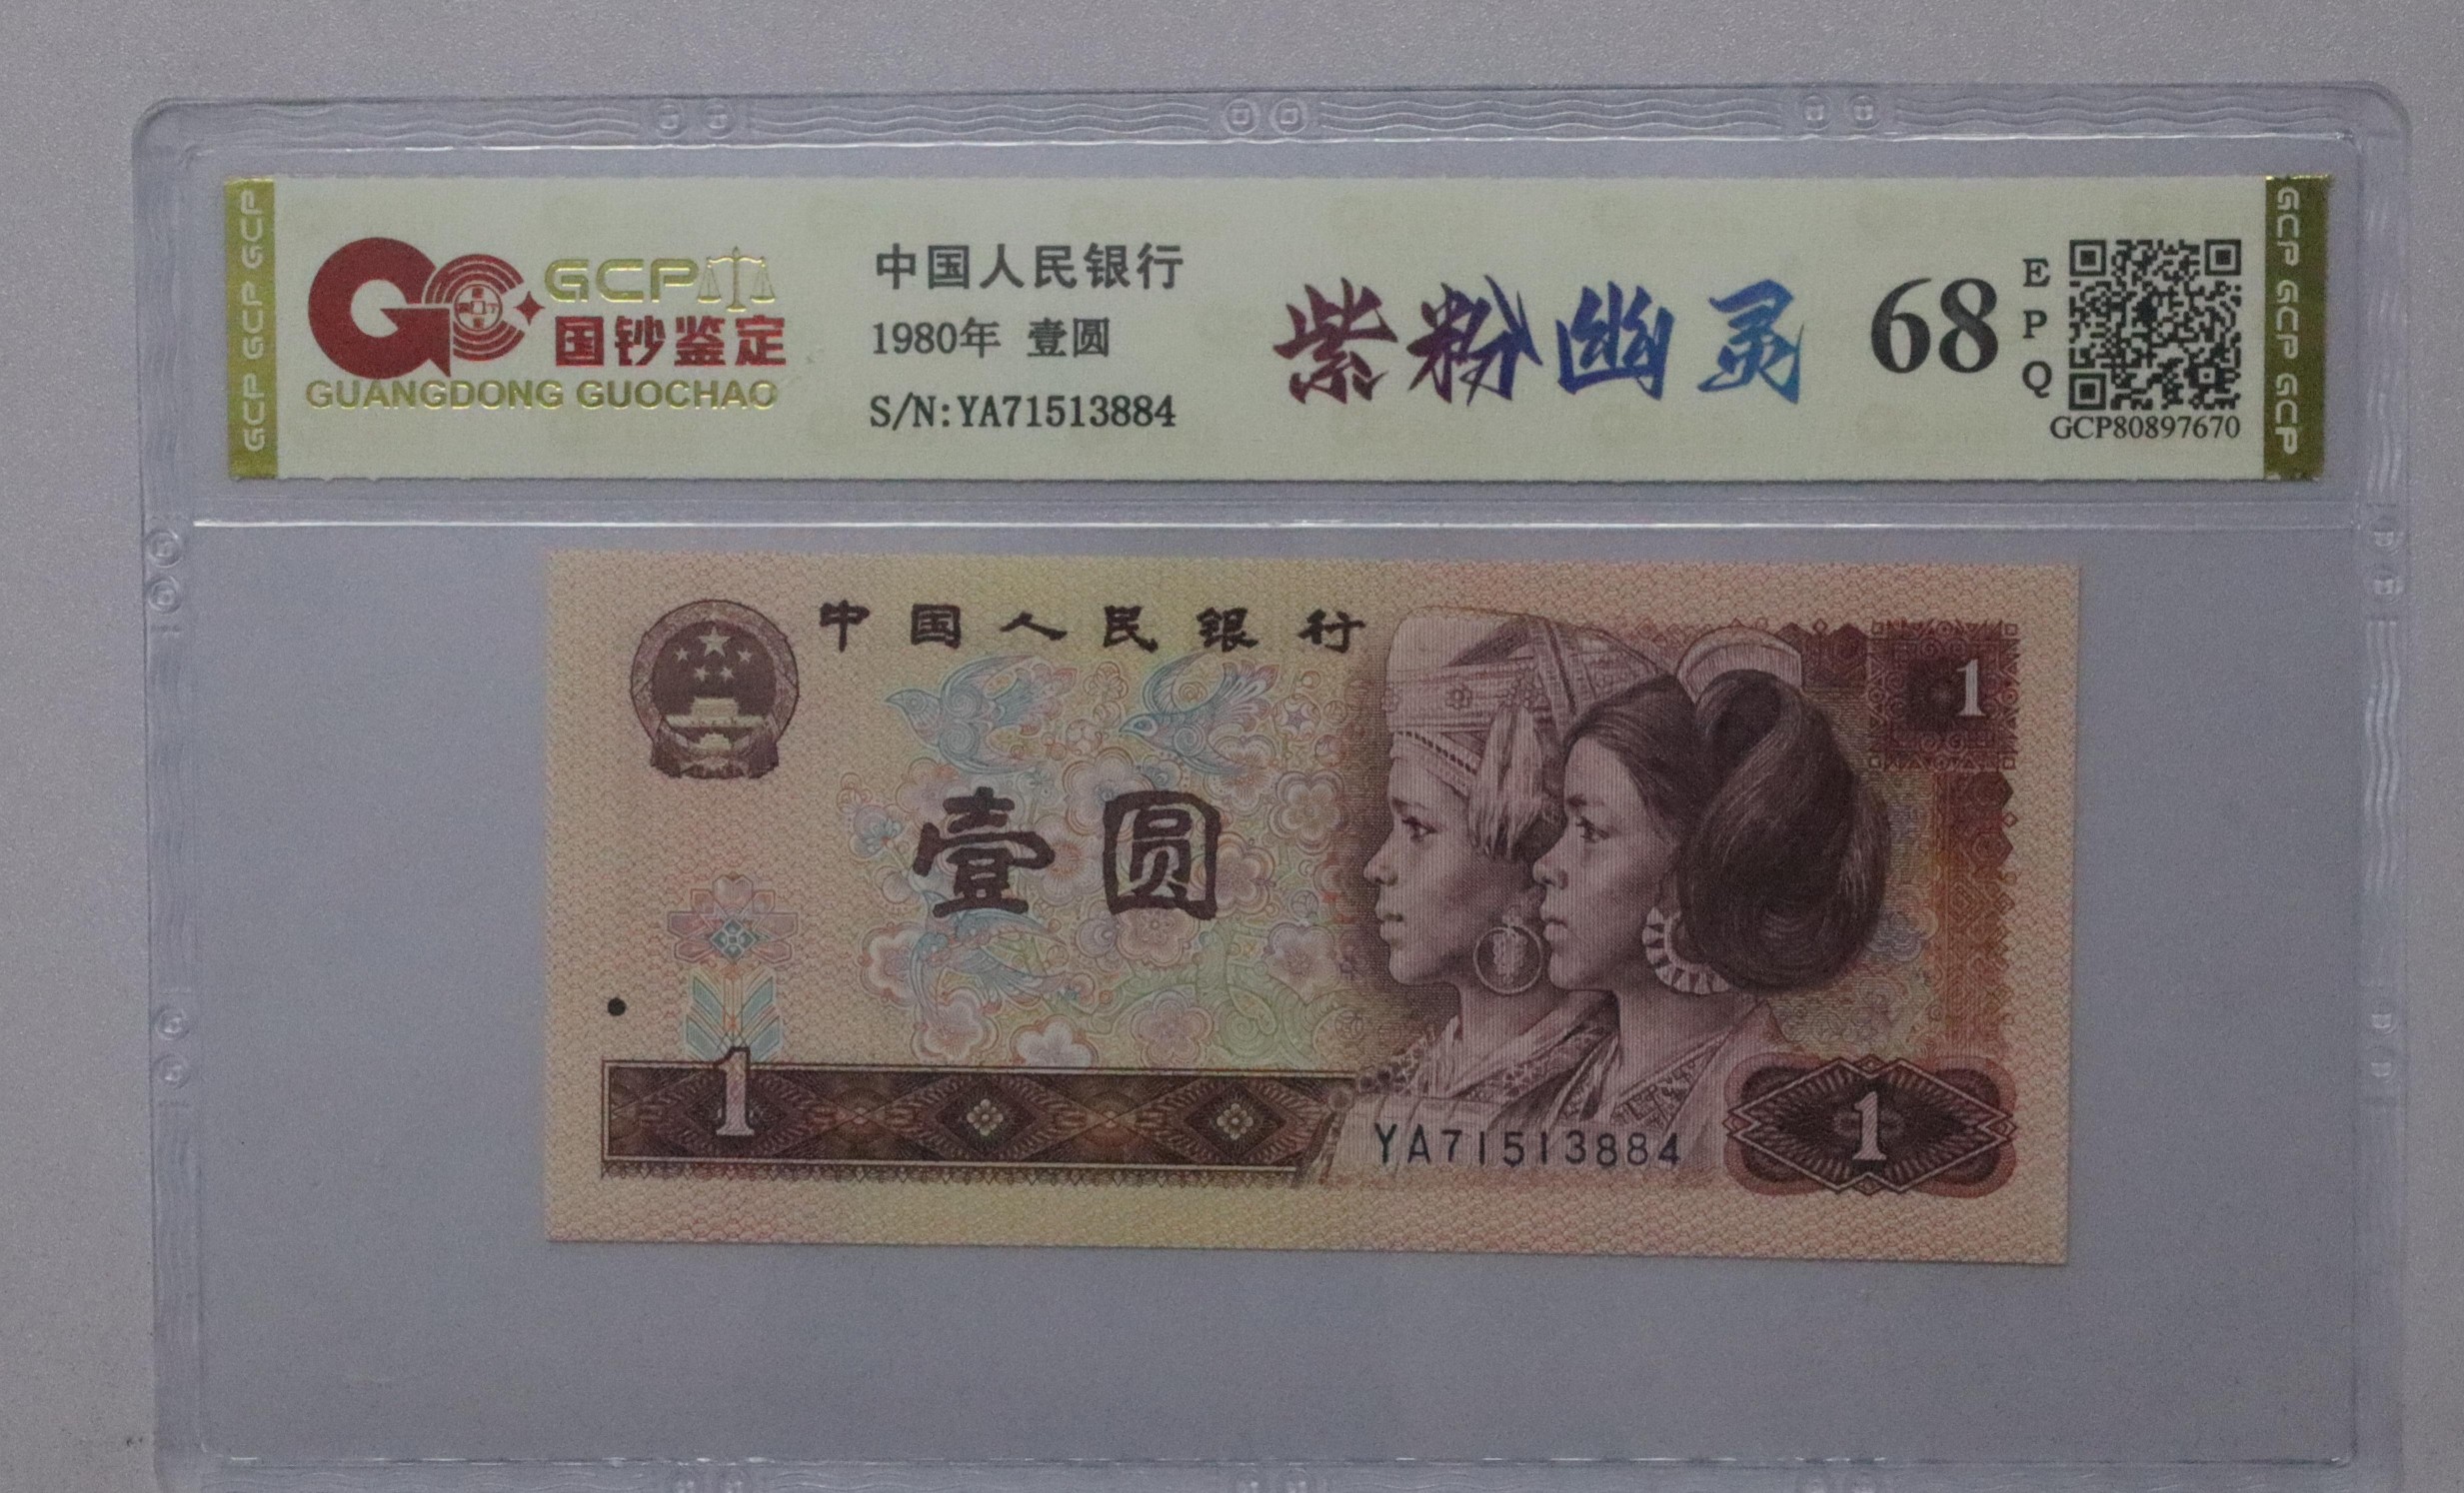 GCP GCP GCP
GCP
国钞鉴定
GUANGDONG GUOCHAO
中国人民银行
1980年 壹圆
S/N:YA71513884
紫粉幽灵
68
E
P
Q
GCP80897670
GCP GCP GCP
中国人民银行
1
壹圆
1
YA71513884
1